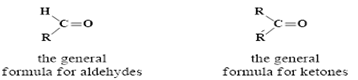 H
C=O
R
the general
formula for aldehydes
R
C=O
R′
the general
formula for ketones